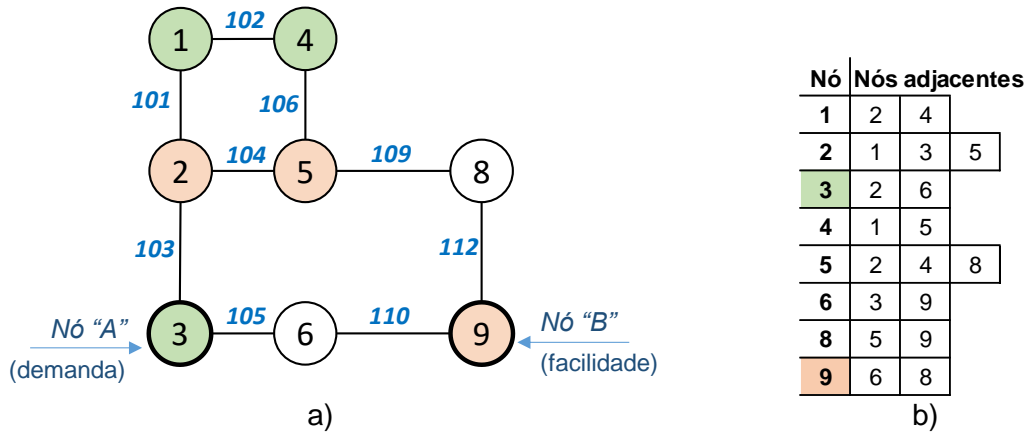 102
1 4
101 106
2 104 5 109 8
103 112
Nó “A”
(demanda)
3 105 6 110 9
Nó “B”
(facilidade)
a)
Nó Nós adjacentes
1 2 4
2 1 3 5
3 2 6
4 1 5
5 2 4 8
6 3 9
8 5 9
9 6 8
b)